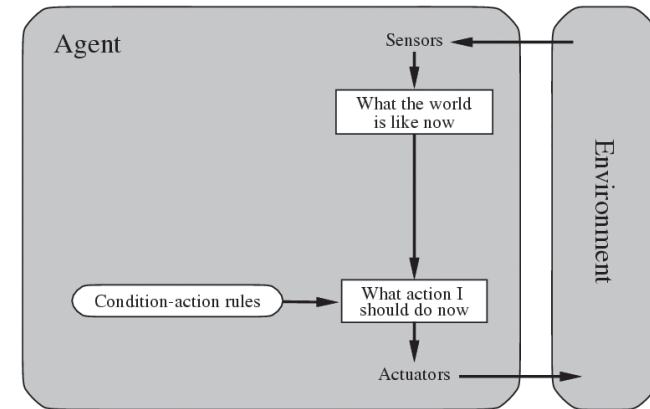 Agent
Sensors
What the world
is like now
Environment
Condition-action rules
What action I
should do now
Actuators